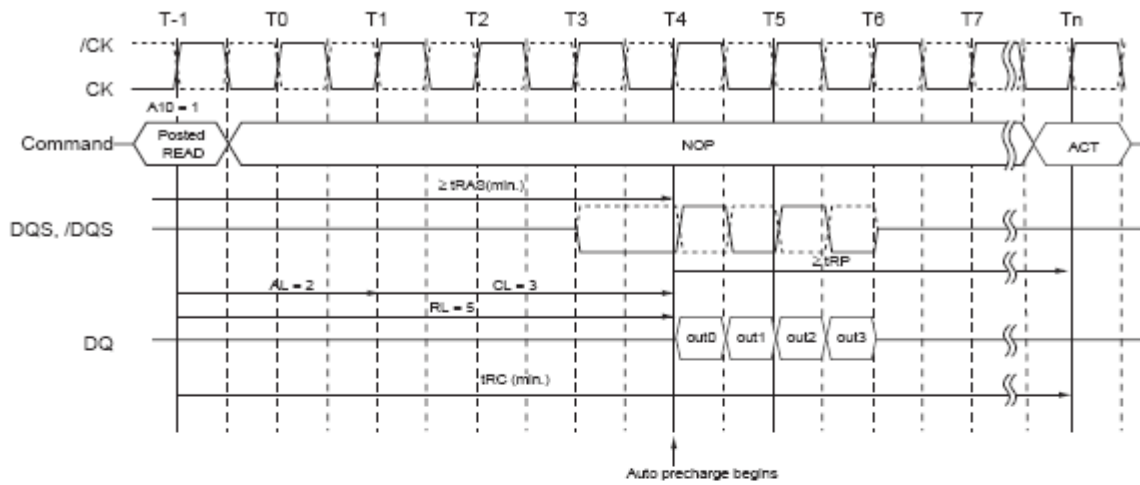 T-1 T0 T1 T2 T3 T4 T5 T6 T7 Tn
/CK
CK
A10 = 1
Command
Posted
READ
NOP
ACT
≥ tRAS(min.)
DQS, /DQS
≥ tRP
AL = 2
CL = 3
RL = 5
DQ
out0 out1 out2 out3
tRC (min.)
Auto precharge begins